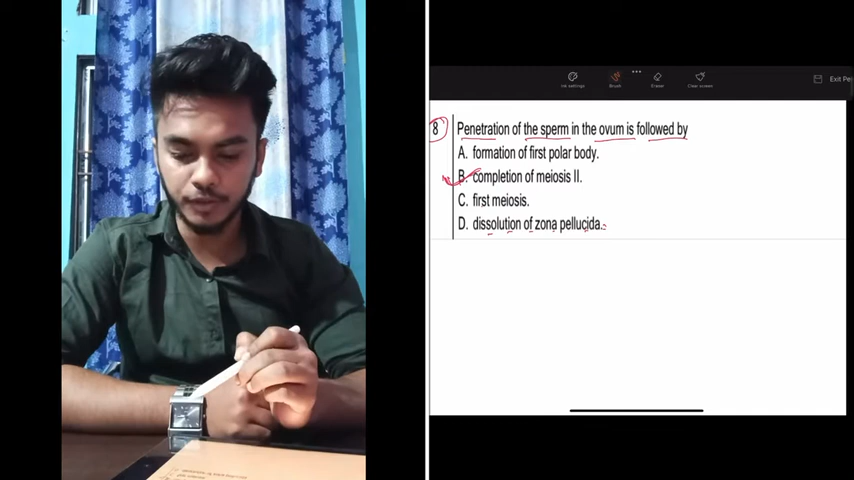 Ink settings
Brush
Eraser
Clear screen
Exit
8
Penetration of the sperm in the ovum is followed by
A. formation of first polar body.
B. completion of meiosis II.
C. first meiosis.
D. dissolution of zona pellucida.